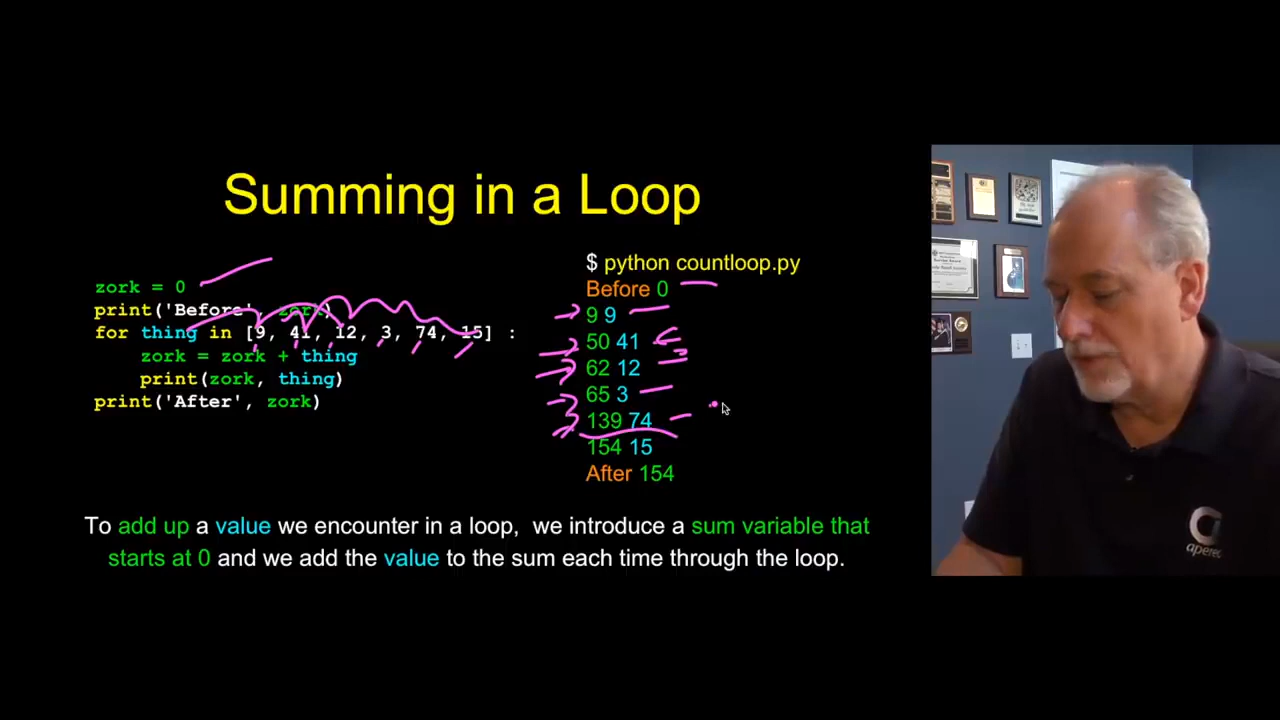 Summing in a Loop
zork = 0
print('Before', zork)
for thing in [9, 41, 12, 3, 74, 15] :
    zork = zork + thing
    print(zork, thing)
print('After', zork)
$ python countloop.py
Before 0
9 9
50 41
62 12
65 3
139 74
154 15
After 154
To add up a value we encounter in a loop,  we introduce a sum variable that
starts at 0 and we add the value to the sum each time through the loop.